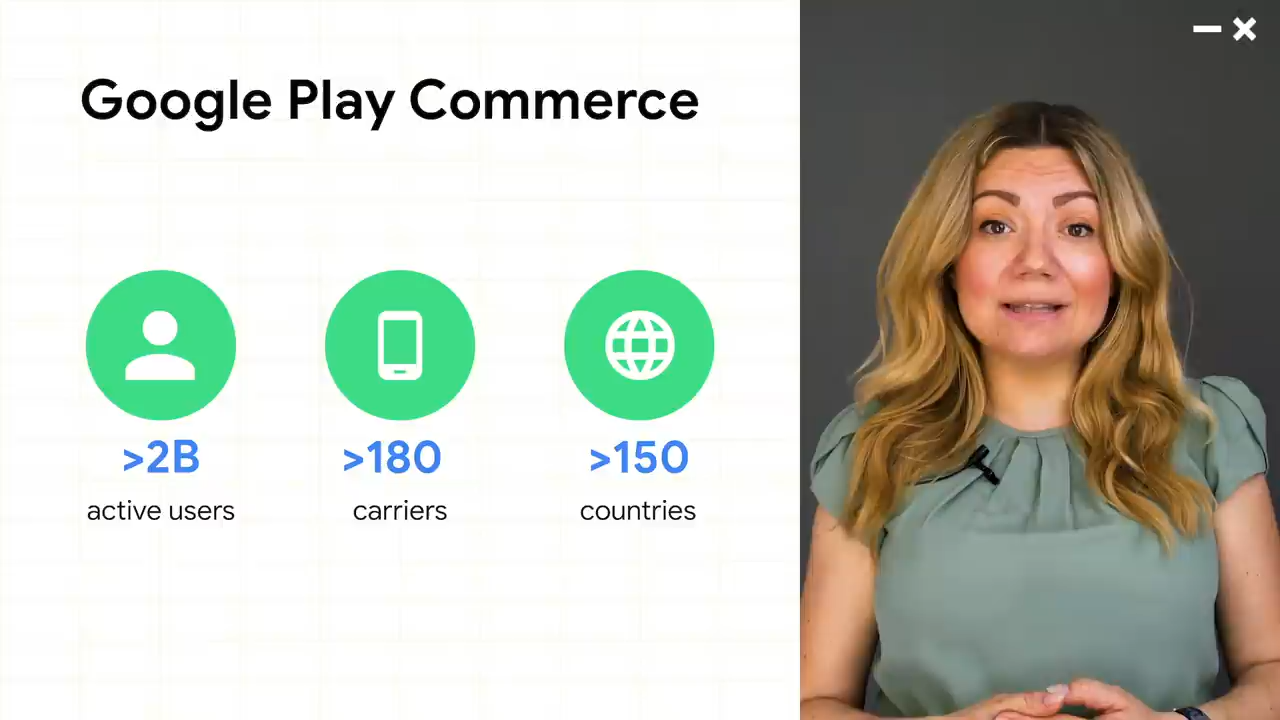 Google Play Commerce
>2B
active users
>180
carriers
>150
countries